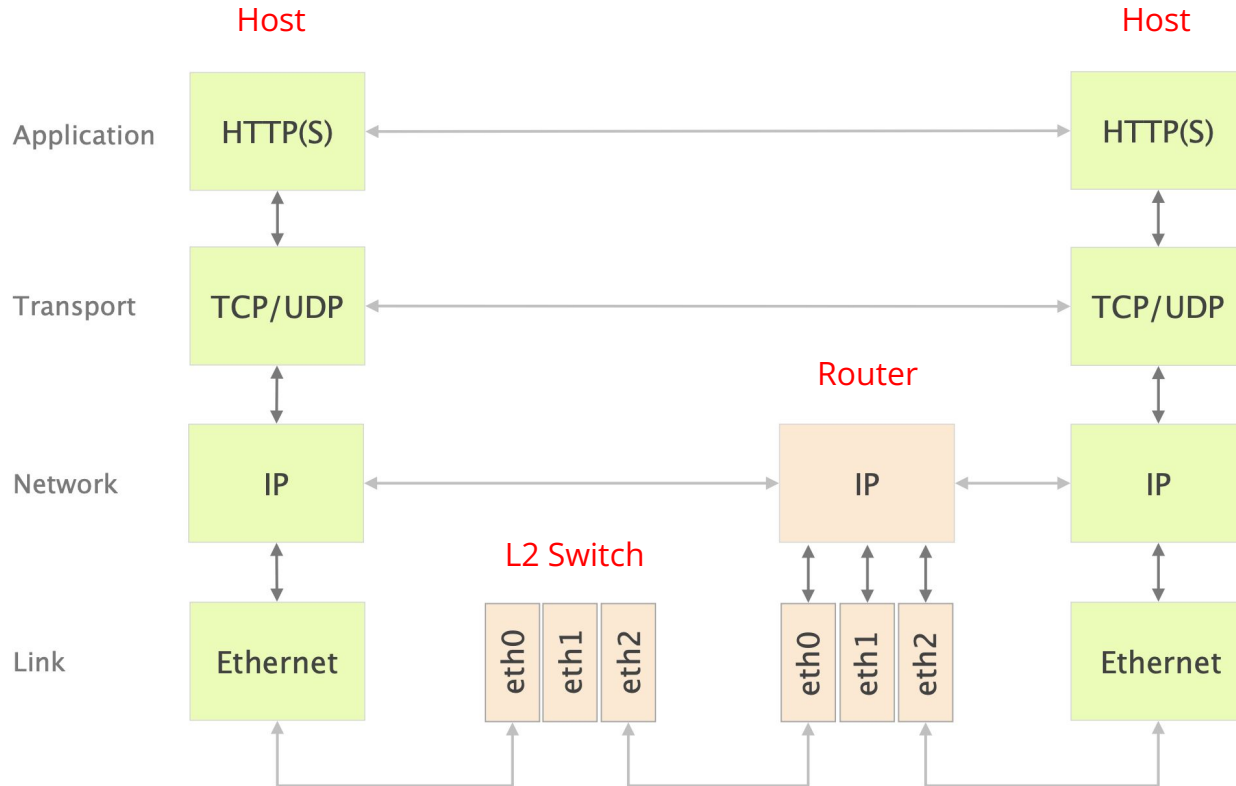 Host
Host
Application
HTTP(S)
HTTP(S)
Transport
TCP/UDP
TCP/UDP
Router
Network
IP
IP
IP
L2 Switch
Link
Ethernet
eth0
eth1
eth2
eth0
eth1
eth2
Ethernet